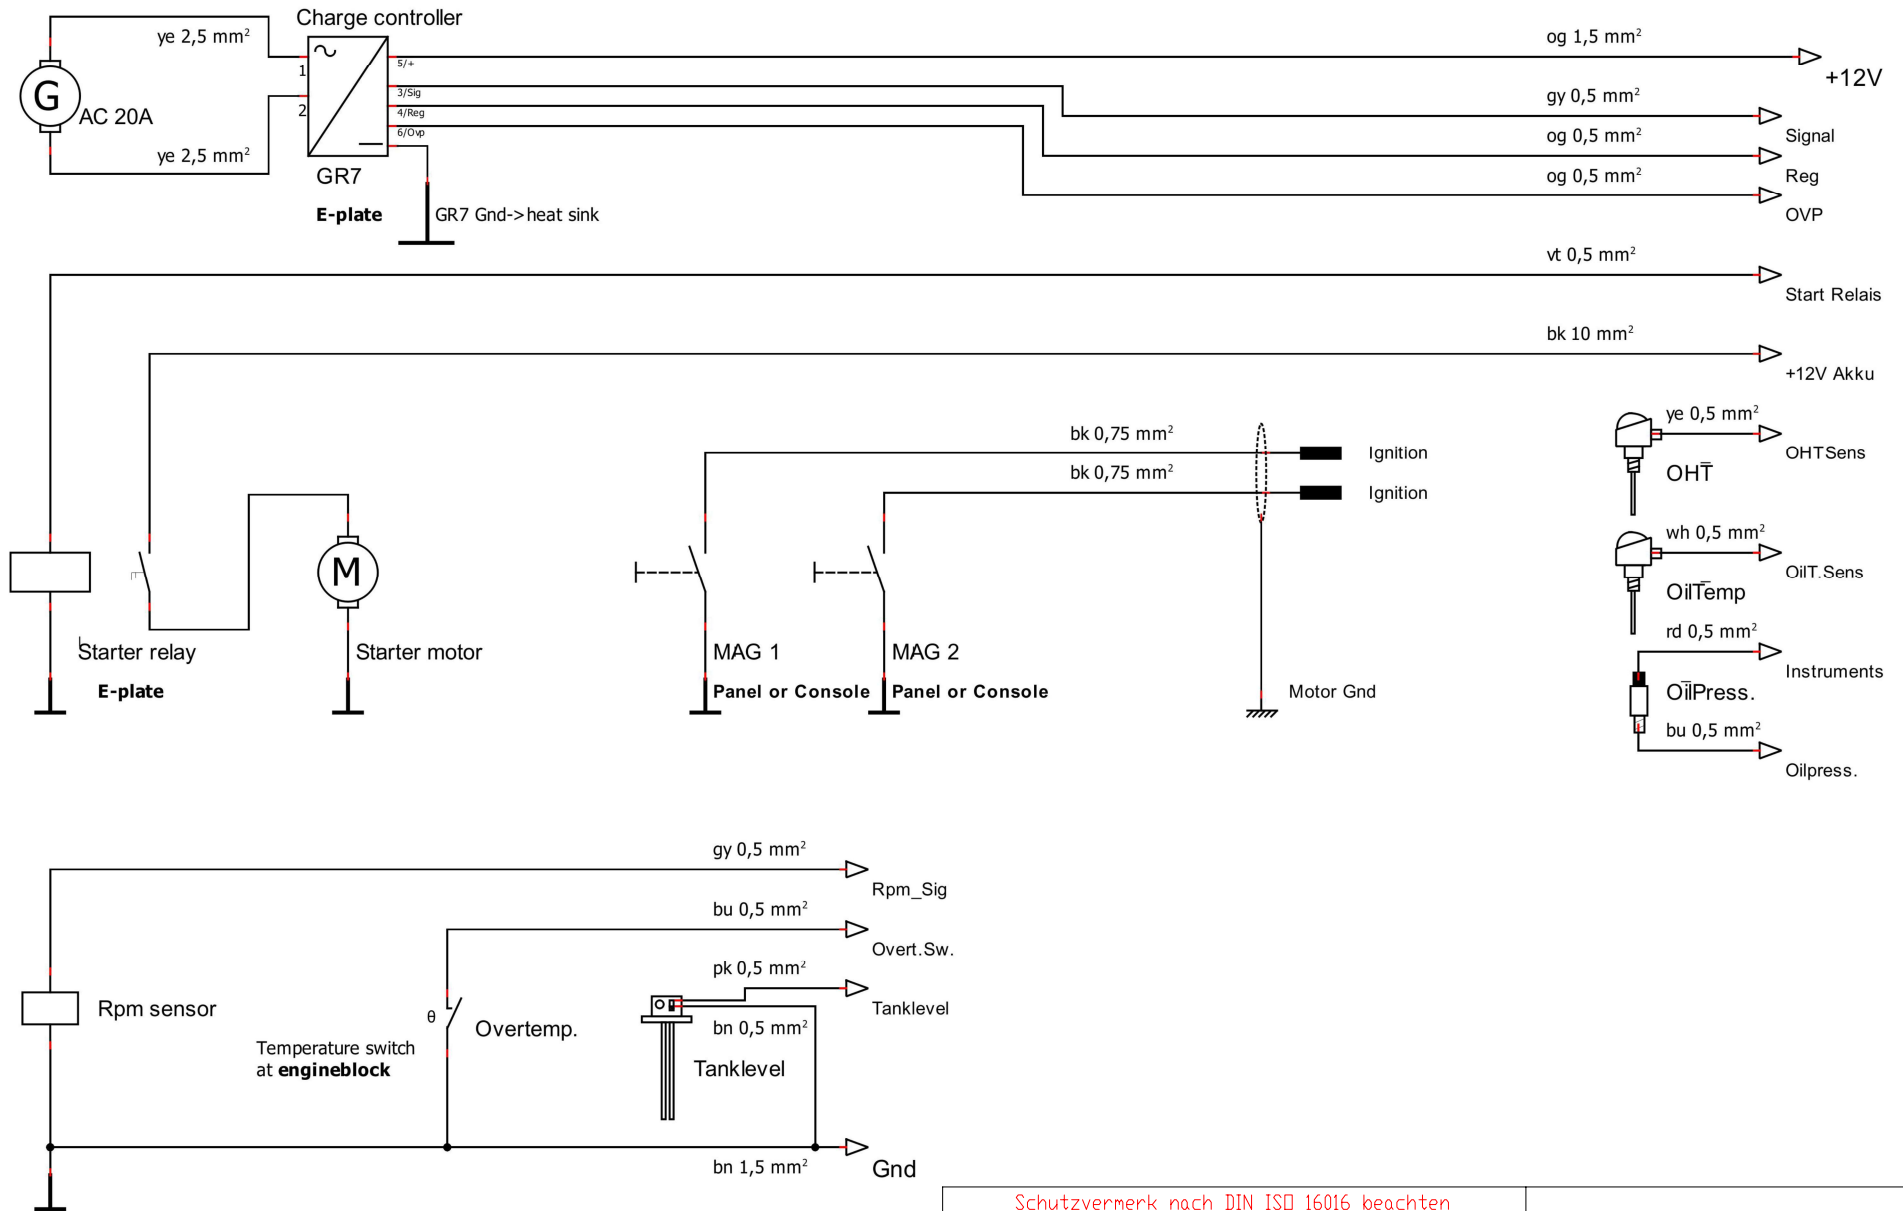 Charge controller
ye 2,5 mm²
og 1,5 mm²
+12V
1
5/+
G
AC 20A
2
3/Sig
4/Reg
6/Ovp
gy 0,5 mm²
Signal
og 0,5 mm²
Reg
ye 2,5 mm²
GR7
og 0,5 mm²
OVP
E-plate
GR7 Gnd->heat sink
vt 0,5 mm²
Start Relais
bk 10 mm²
+12V Akku
bk 0,75 mm²
Ignition
bk 0,75 mm²
Ignition
ye 0,5 mm²
OHTSens
OHT
wh 0,5 mm²
OilT.Sens
OilTemp
M
Starter relay
E-plate
Starter motor
MAG 1
Panel or Console
MAG 2
Panel or Console
Motor Gnd
rd 0,5 mm²
Instruments
OilPress.
bu 0,5 mm²
Oilpress.
gy 0,5 mm²
Rpm_Sig
bu 0,5 mm²
Overt.Sw.
pk 0,5 mm²
Tanklevel
Rpm sensor
θ
Overtemp.
bn 0,5 mm²
Temperature switch
at engineblock
Tanklevel
bn 1,5 mm²
Gnd
Schutzvermerk nach DIN ISO 16016 beachten